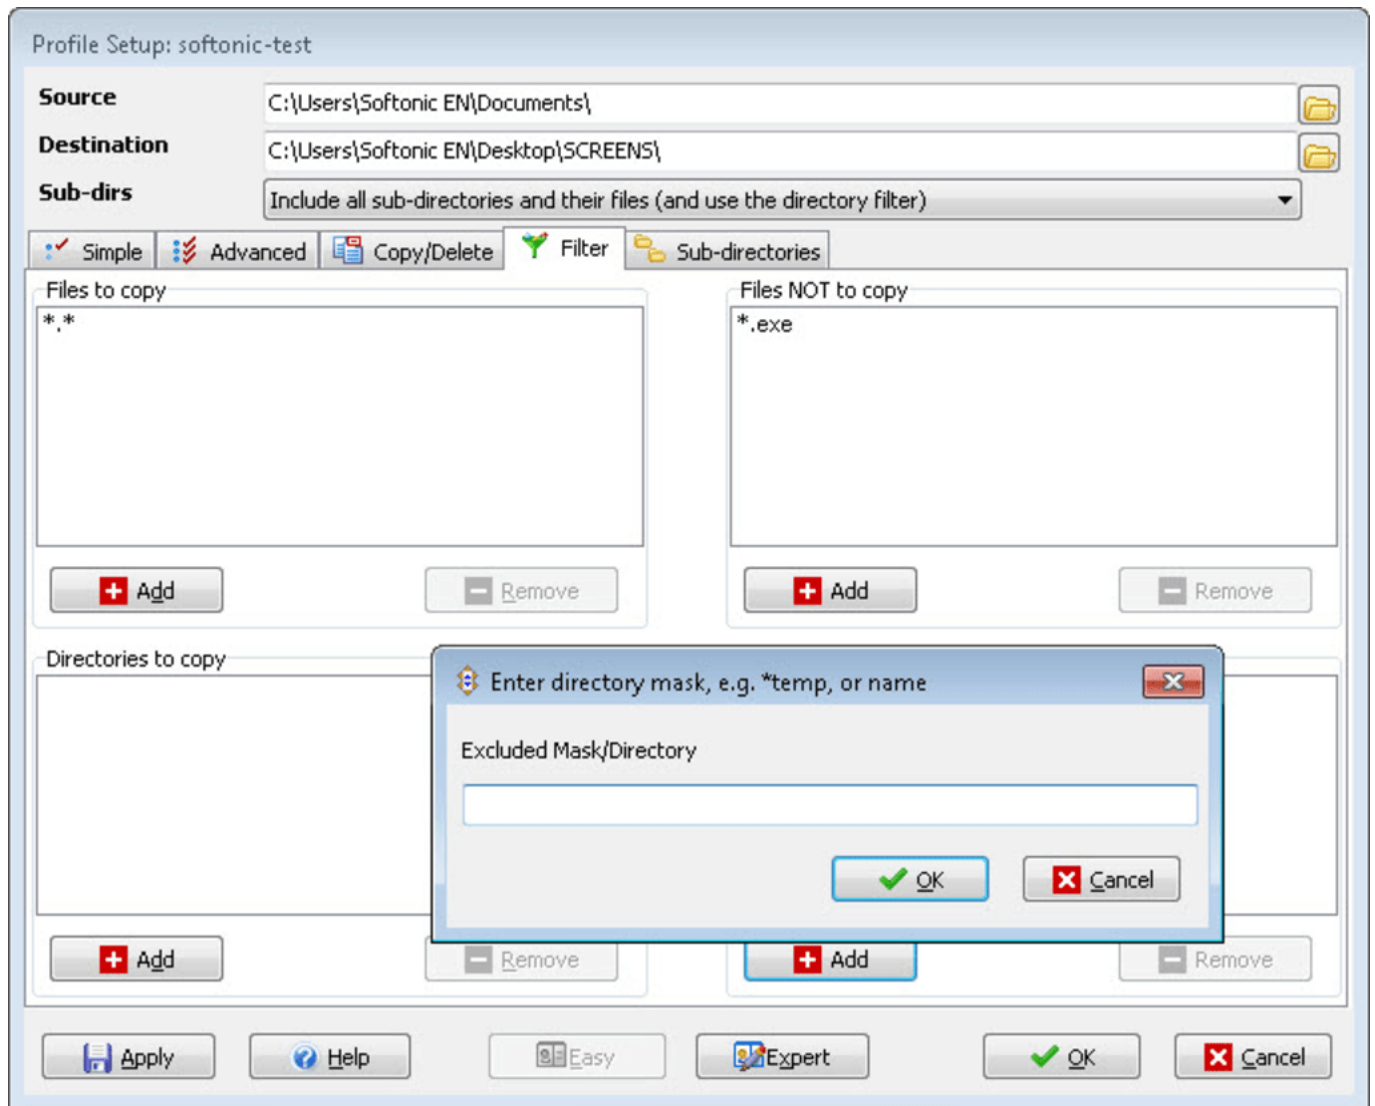 Profile Setup: softonic-test
Source
C:\Users\Softonic EN\Documents\
Destination
C:\Users\Softonic EN\Desktop\SCREENS\
Sub-dirs
Include all sub-directories and their files (and use the directory filter)
Simple
Advanced
Copy/Delete
Filter
Sub-directories
Files to copy
*.*
Add
Remove
Files NOT to copy
*.exe
Add
Remove
Directories to copy
Enter directory mask, e.g. *temp, or name
Excluded Mask/Directory
OK
Cancel
Add
Remove
Add
Remove
Apply
Help
Easy
Expert
OK
Cancel